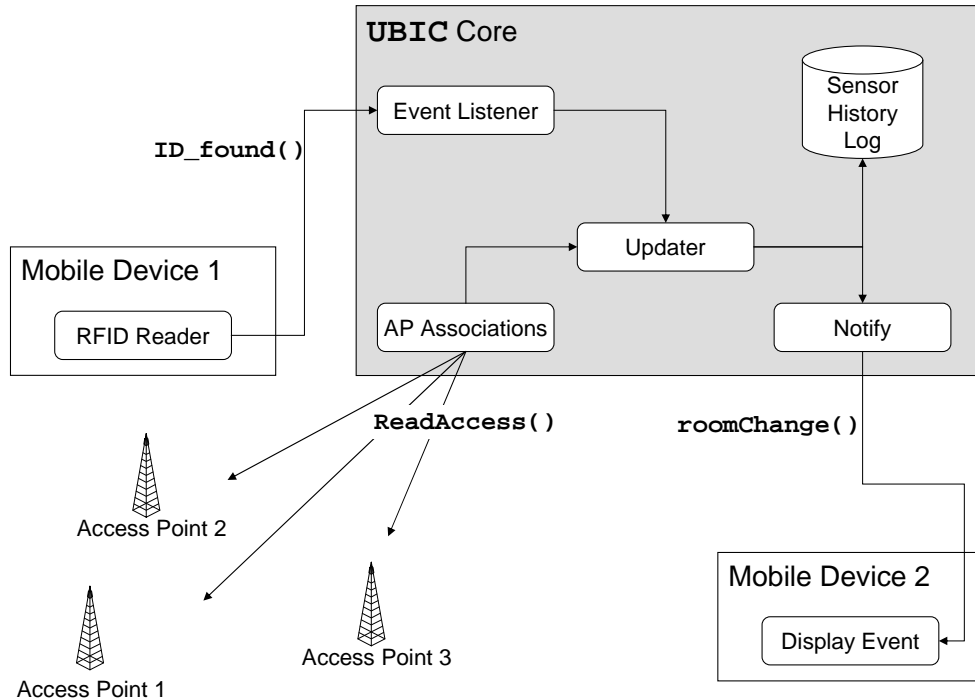 UBIC Core
Event Listener
Sensor
History
Log
ID_found()
Updater
Mobile Device 1
RFID Reader
AP Associations
Notify
ReadAccess()
roomChange()
Access Point 2
Mobile Device 2
Display Event
Access Point 3
Access Point 1